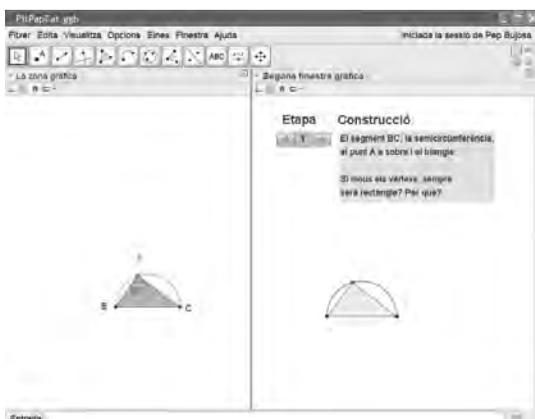 PitPapTat.ggb
Fitxer Edita Visualitza Opcions Eines Finestra Ajuda
Iniciada la sessió de Pep Bujosa
ABC
La zona gràfica
Segona finestra gràfica
Etapa Construcció
1
El segment BC, la semicircumferència,
el punt A a sobre i el triangle.
Si mous els vèrtexs, sempre
serà rectangle? Per què?
B
C
Entrada